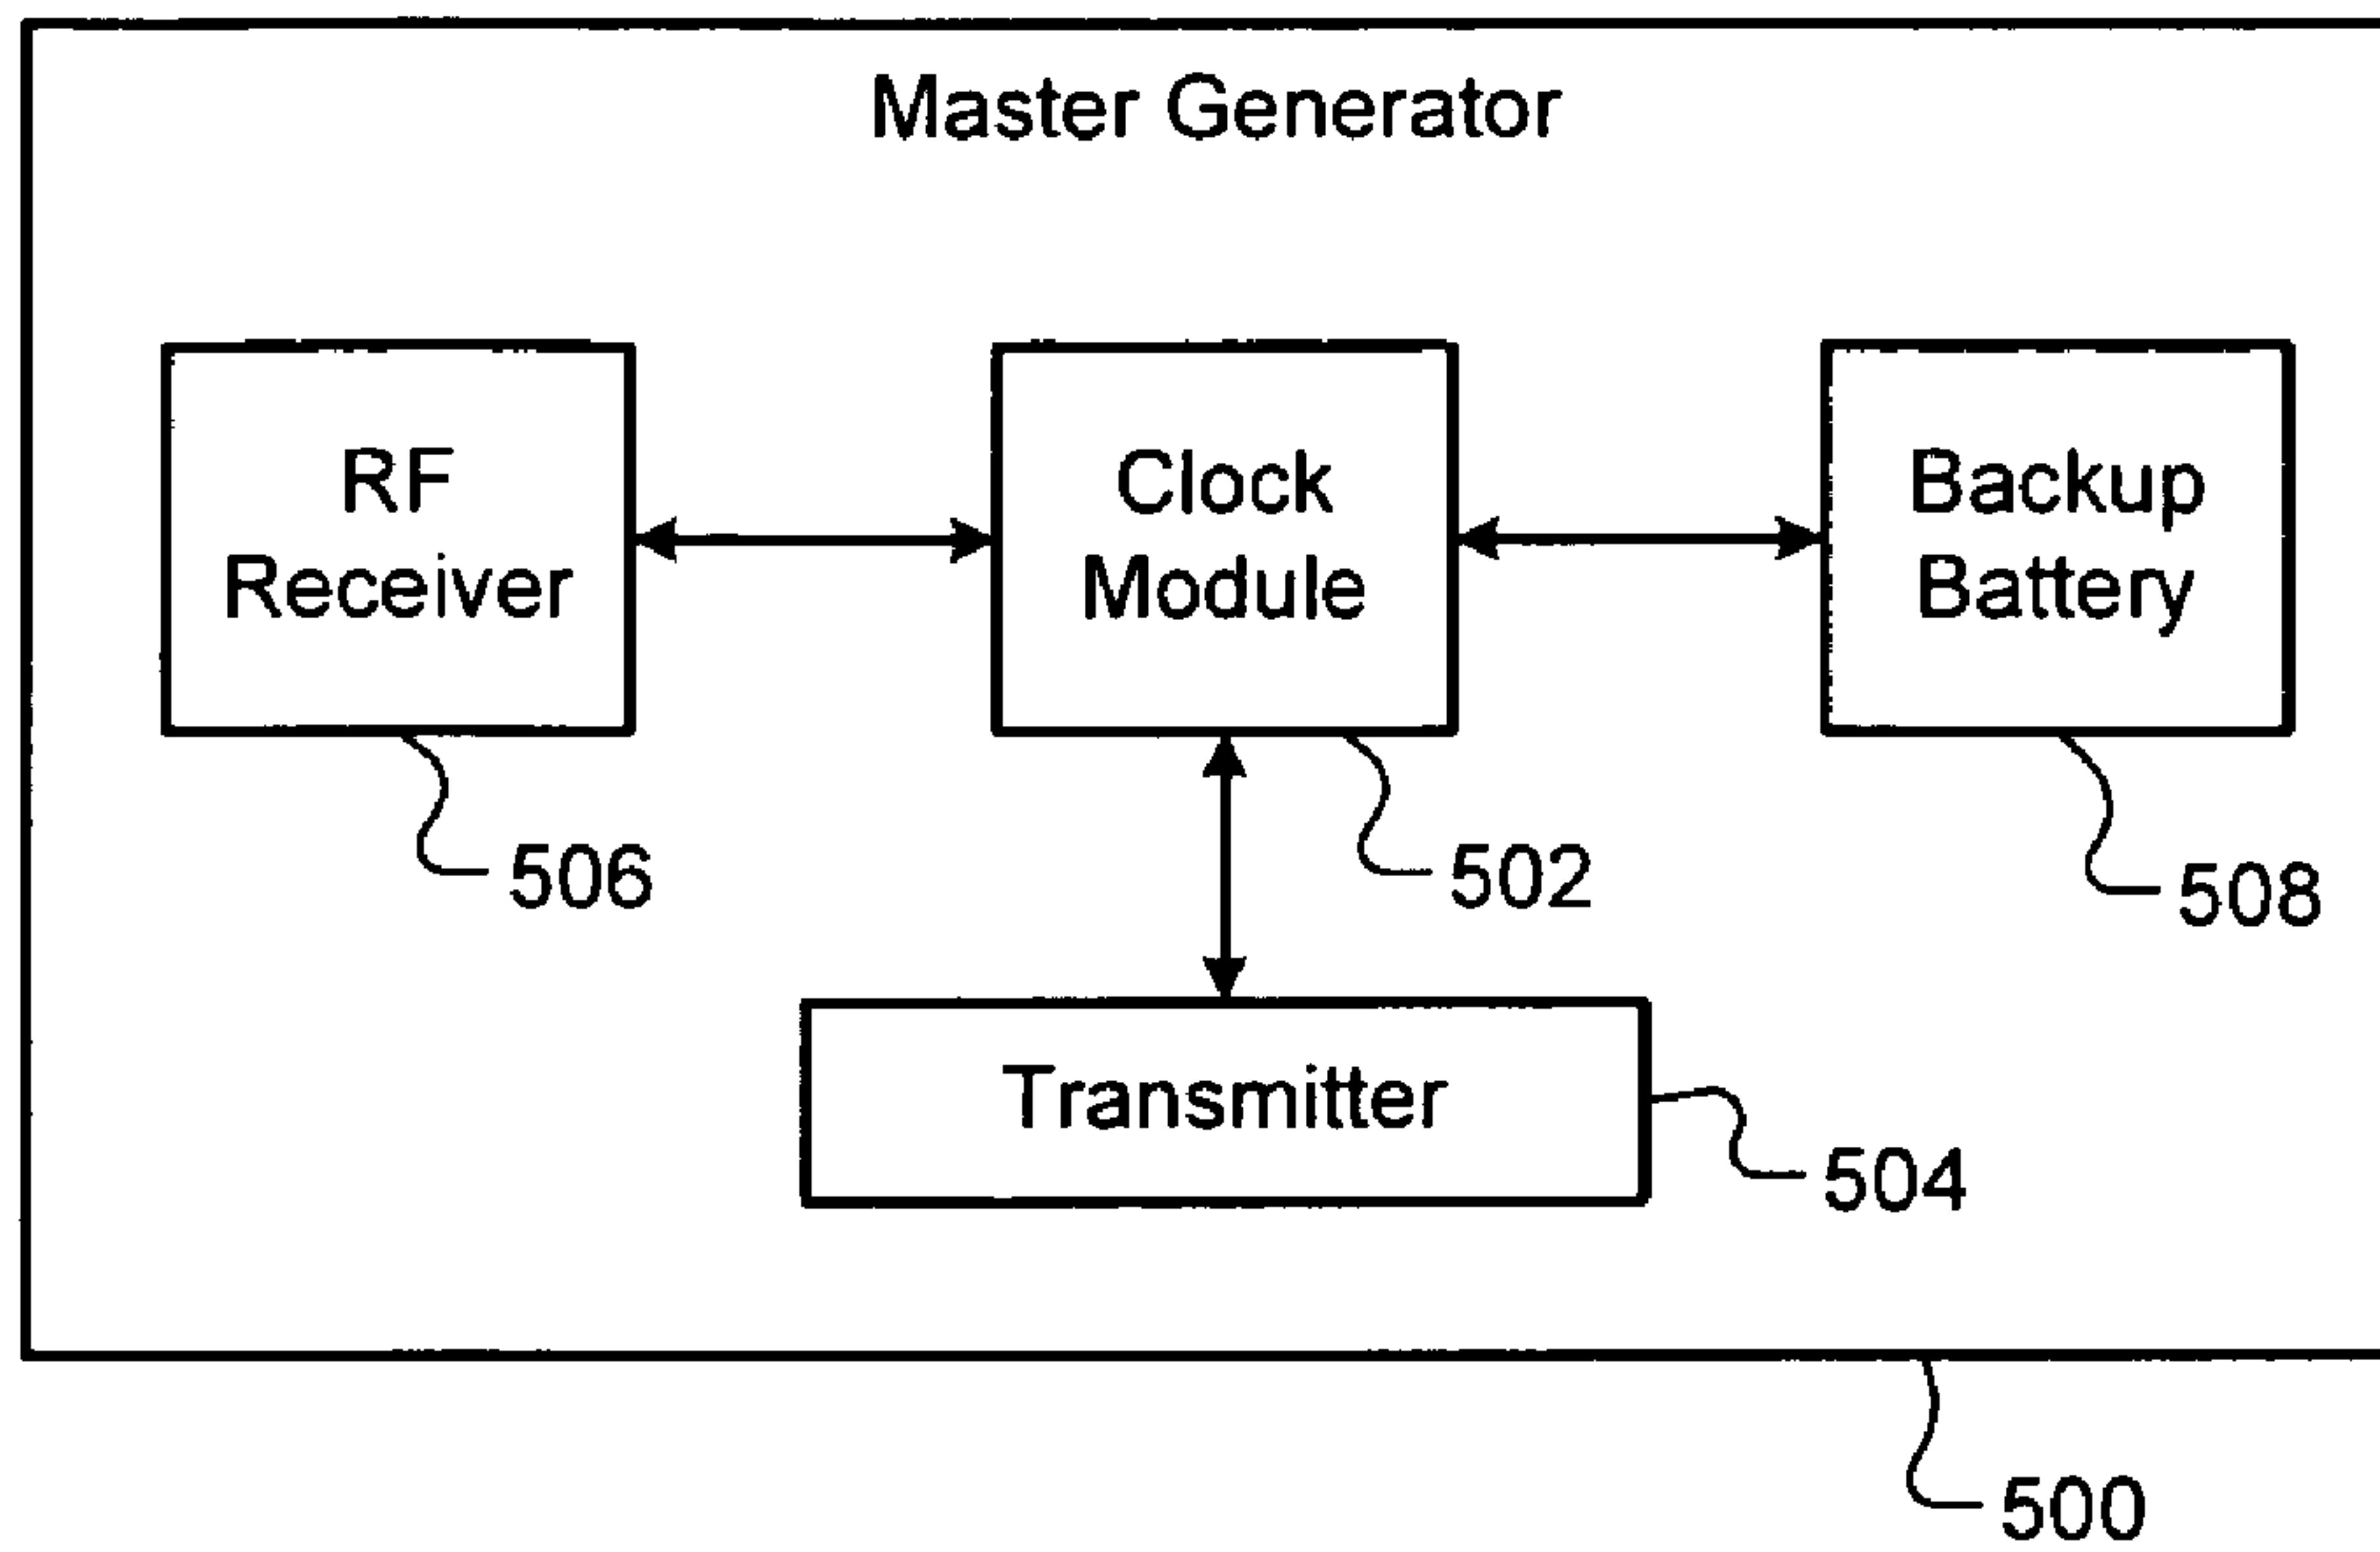 Master Generator
RF
Receiver
Clock
Module
Backup
Battery
506
502
508
Transmitter
504
500